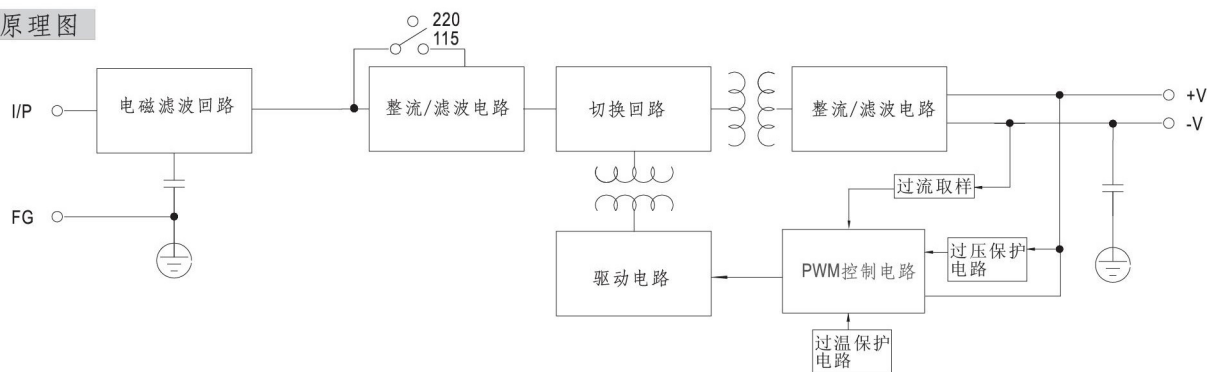 原理图
220
115
I/P
电磁滤波回路
整流/滤波电路
切换回路
整流/滤波电路
+V
-V
过流取样
FG
驱动电路
PWM控制电路
过压保护
电路
过温保护
电路